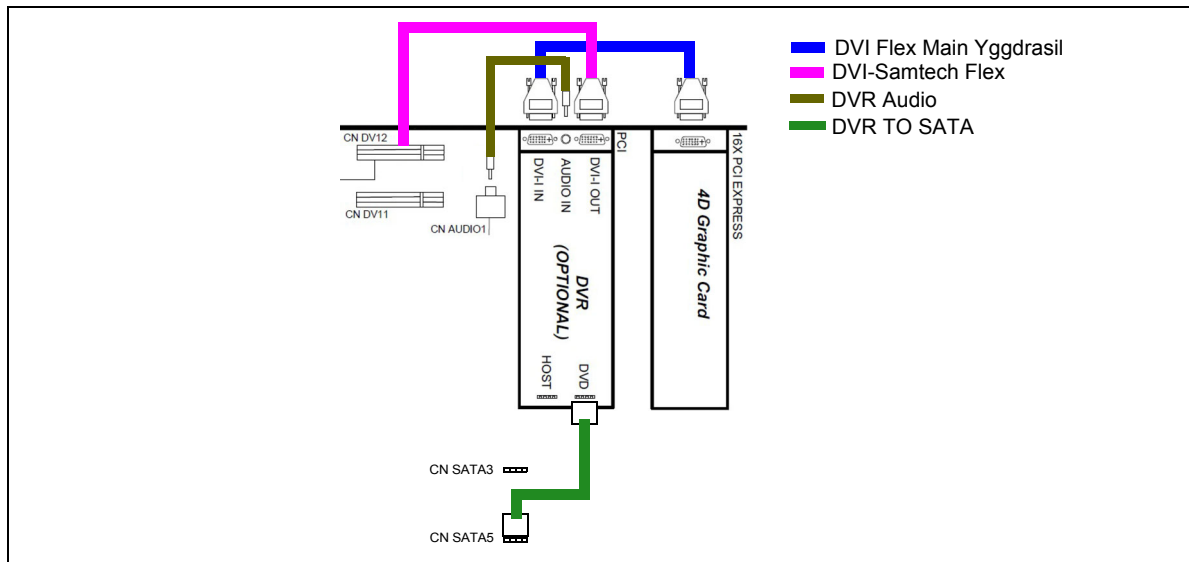 DVI Flex Main Yggdrasil
DVI-Samtech Flex
DVR Audio
DVR TO SATA
CN DV12
CN DV11
CN AUDIO1
DVI-I IN
AUDIO IN
DVI-I OUT
PCI
DVR
(OPTIONAL)
HOST
DVD
16X PCI EXPRESS
4D Graphic Card
CN SATA3
CN SATA5